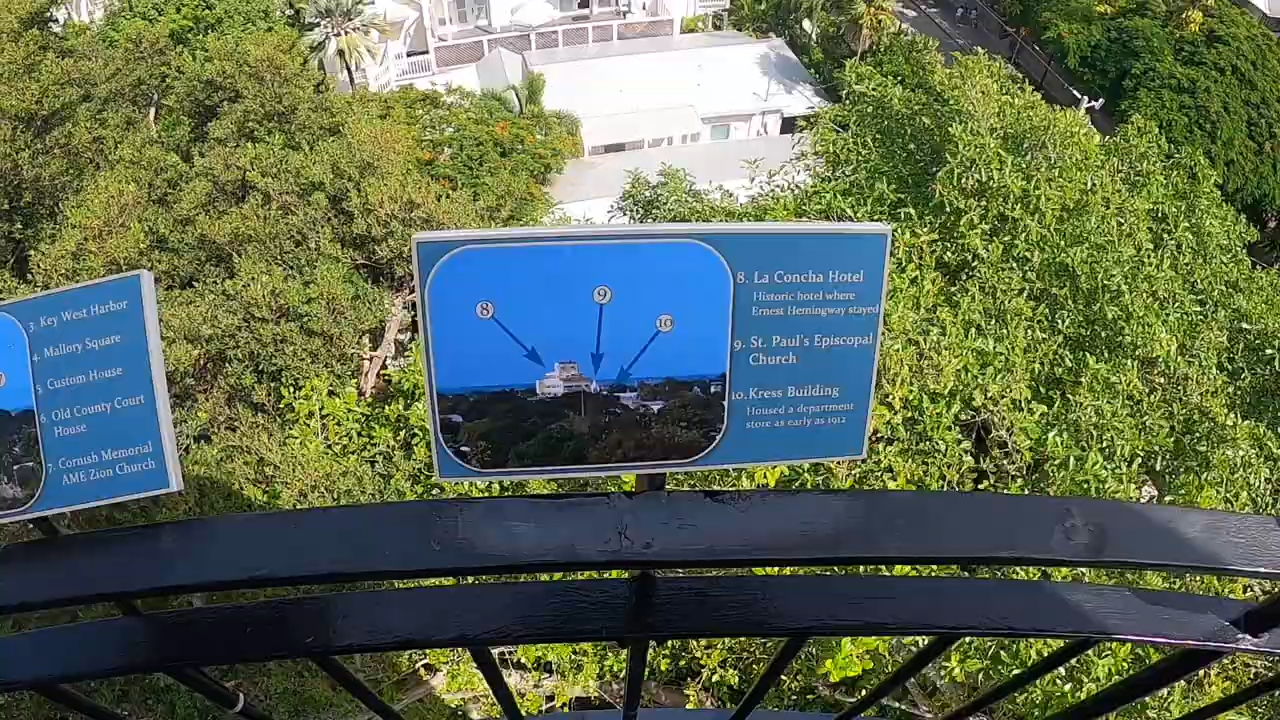 3. Key West Harbor
4. Mallory Square
5. Custom House
6. Old County Court
House
7. Cornish Memorial
AME Zion Church
8
9
10
8. La Concha Hotel
Historic hotel where
Ernest Hemingway stayed
9. St. Paul's Episcopal
Church
10. Kress Building
Housed a department
store as early as 1912